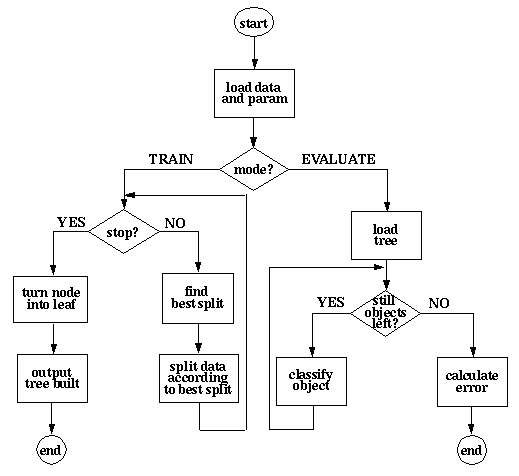 start
load data
and param
mode?
TRAIN
EVALUATE
stop?
YES
NO
load
tree
turn node
into leaf
find
best split
still
objects
left?
YES
NO
output
tree built
split data
according
to best split
classify
object
calculate
error
end
end